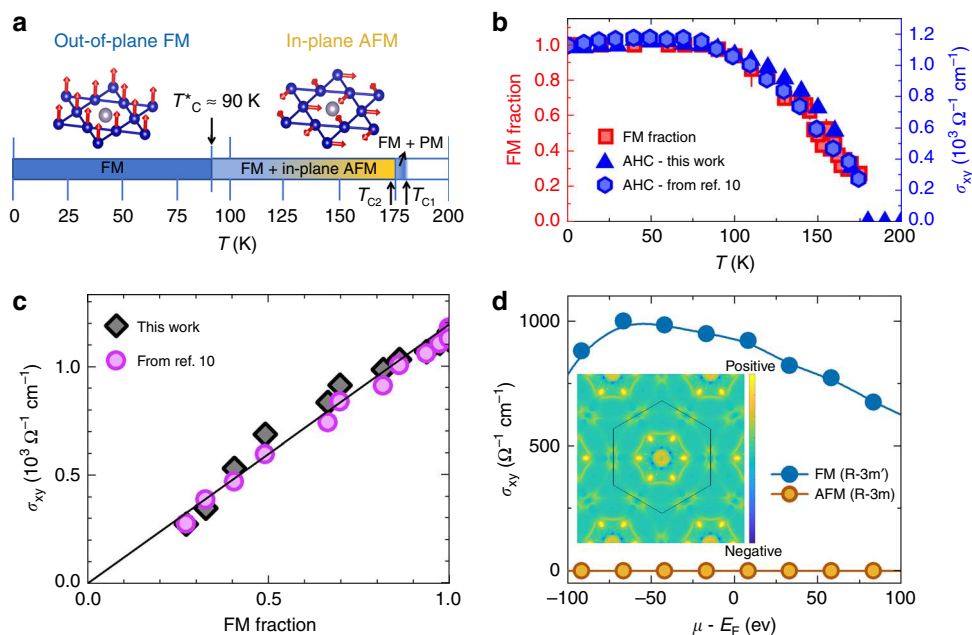 a
Out-of-plane FM
In-plane AFM
T*C ≈ 90 K
FM + PM
FM
FM + in-plane AFM
TC2
TC1
0 25 50 75 100 125 150 175 200
T (K)
b
FM fraction
1.0
0.8
0.6
0.4
0.2
0.0
FM fraction
AHC - this work
AHC - from ref. 10
1.2
1.0
0.8
0.6
0.4
0.2
0.0
σxy (10³ Ω⁻¹ cm⁻¹)
0 50 100 150 200
T (K)
c
σxy (10³ Ω⁻¹ cm⁻¹)
1.0
0.5
0.0
This work
From ref. 10
0.0 0.5 1.0
FM fraction
d
σxy (Ω⁻¹ cm⁻¹)
1000
500
0
Positive
Negative
FM (R-3m′)
AFM (R-3m)
–100 –50 0 50 100
μ - EF (ev)